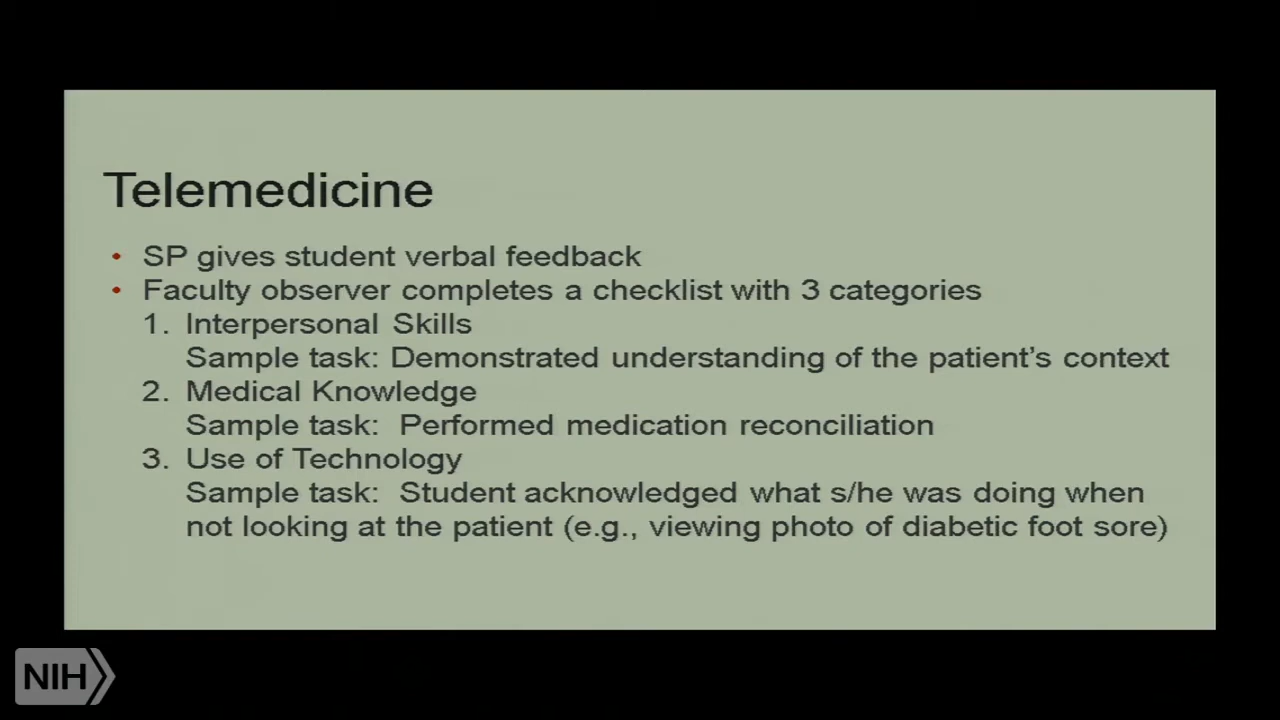 Telemedicine
• SP gives student verbal feedback
• Faculty observer completes a checklist with 3 categories
1. Interpersonal Skills
Sample task: Demonstrated understanding of the patient's context
2. Medical Knowledge
Sample task: Performed medication reconciliation
3. Use of Technology
Sample task: Student acknowledged what s/he was doing when
not looking at the patient (e.g., viewing photo of diabetic foot sore)
NIH